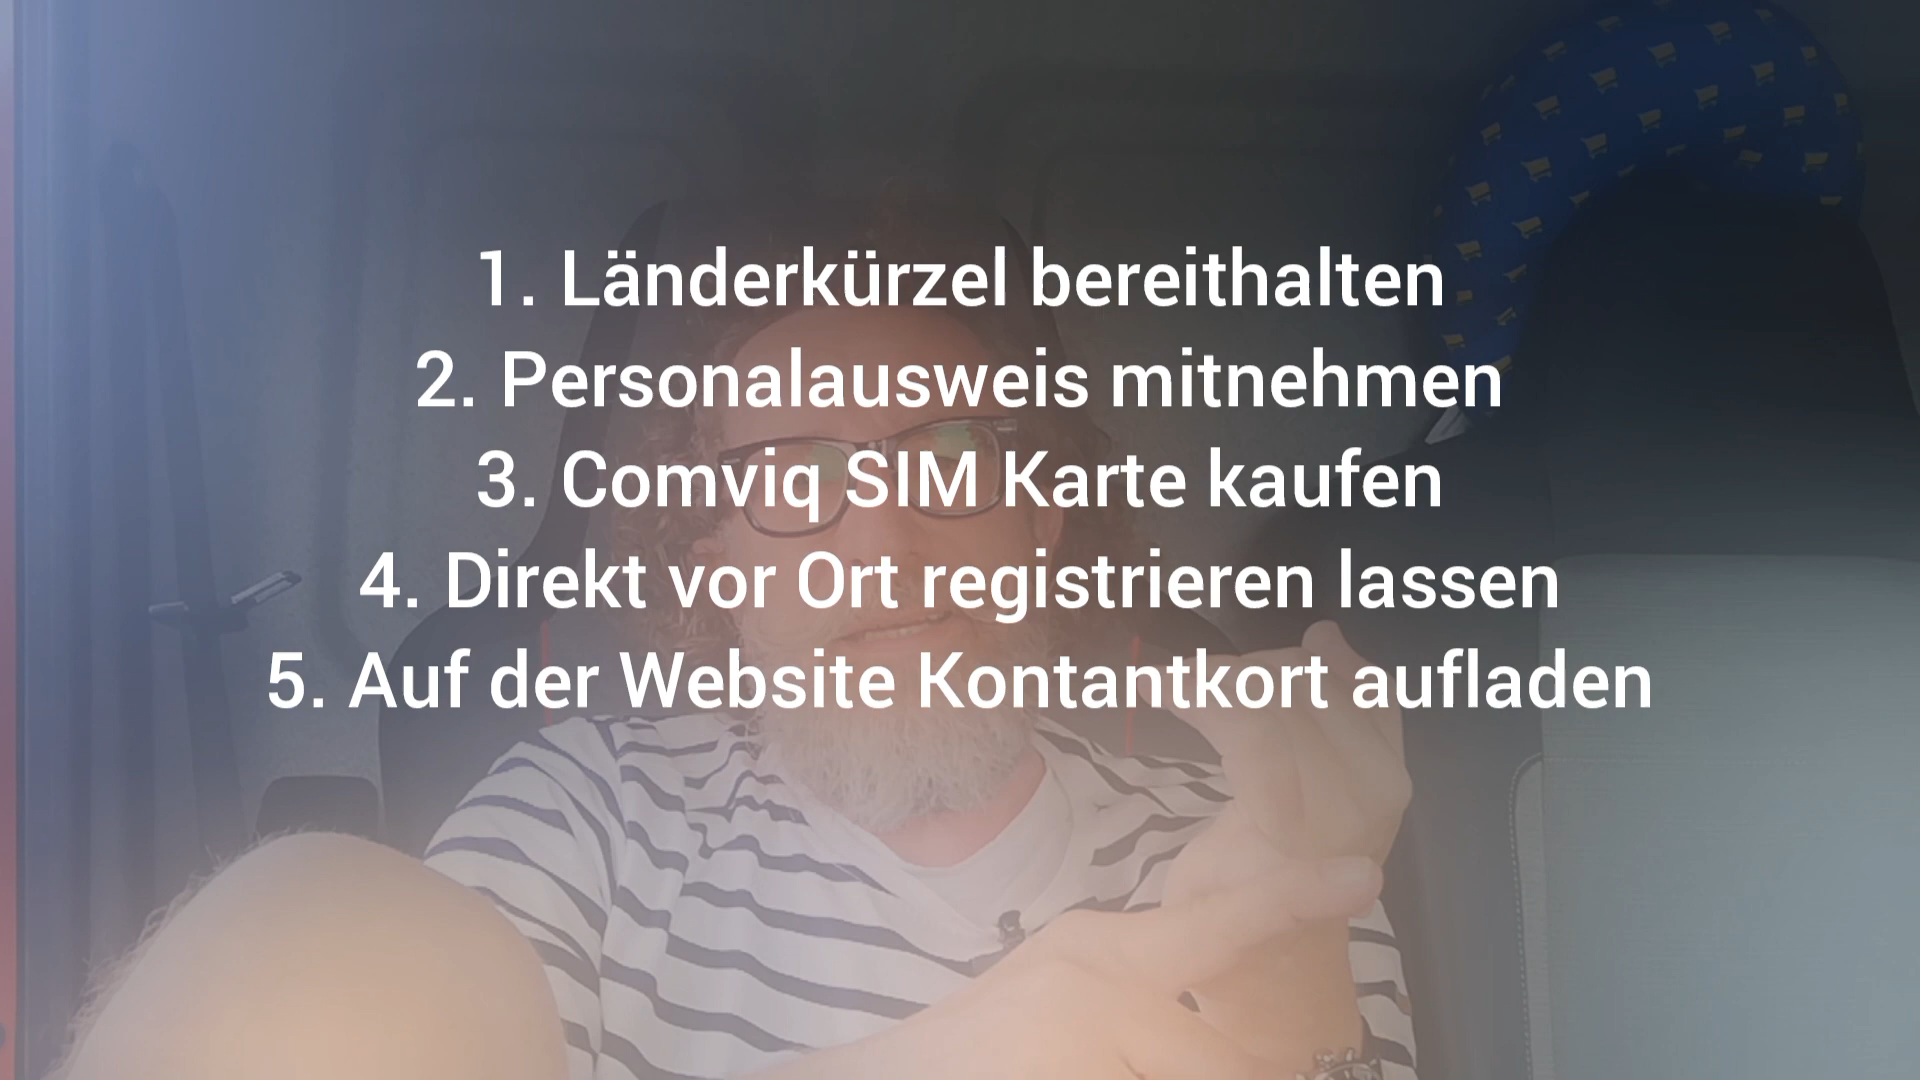 1. Länderkürzel bereithalten
2. Personalausweis mitnehmen
3. Comviq SIM Karte kaufen
4. Direkt vor Ort registrieren lassen
5. Auf der Website Kontantkort aufladen